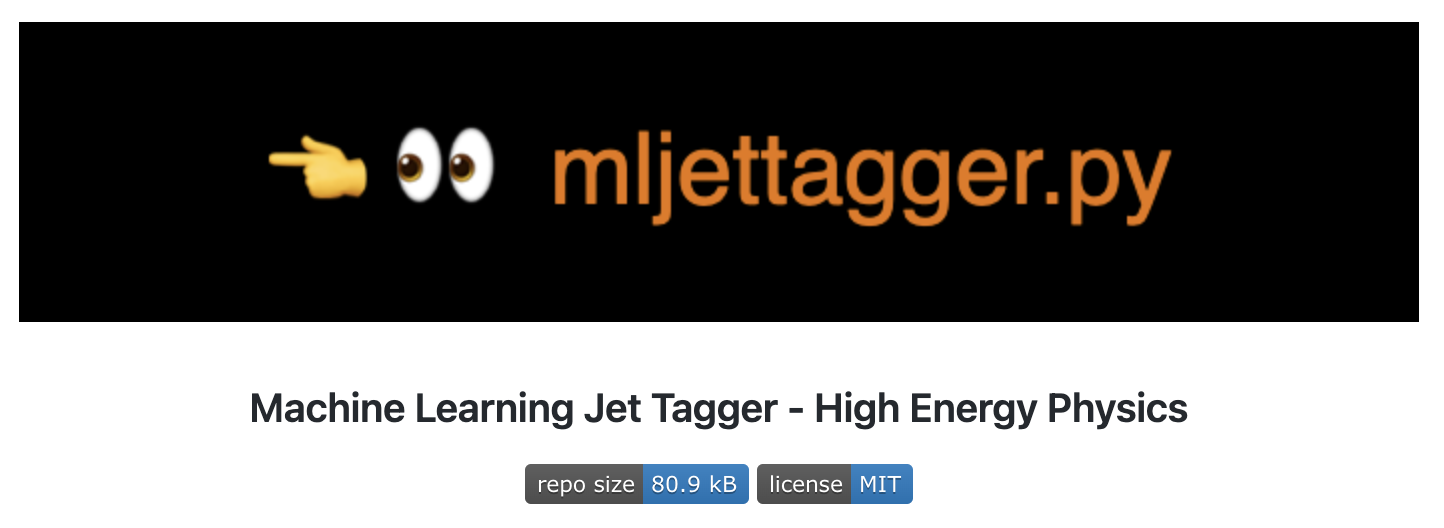 mljettagger.py
Machine Learning Jet Tagger - High Energy Physics
repo size 80.9 kB license MIT